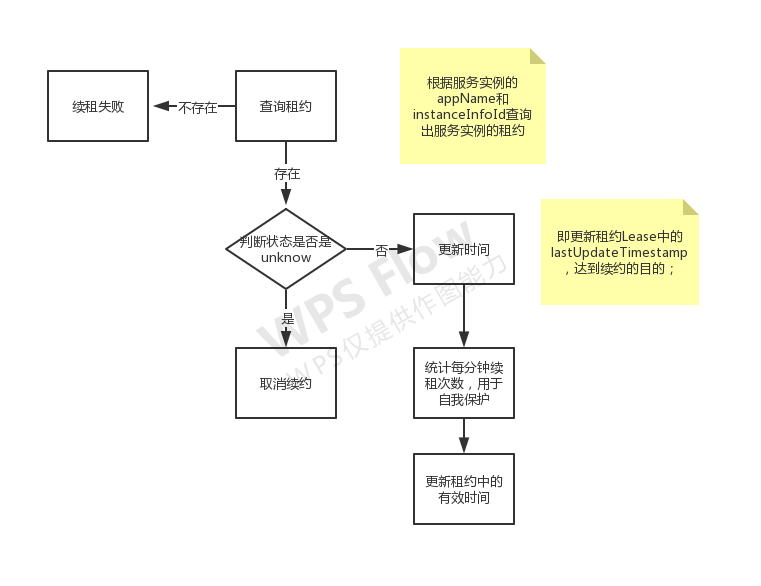 续租失败
不存在
查询租约
根据服务实例的
appName和
instanceInfoId查询
出服务实例的租约
存在
判断状态是否是
unknow
否
更新时间
即更新租约Lease中的
lastUpdateTimestamp
，达到续约的目的；
WPS Flow
WPS仅提供作图能力
是
取消续约
统计每分钟续
租次数，用于
自我保护
更新租约中的
有效时间